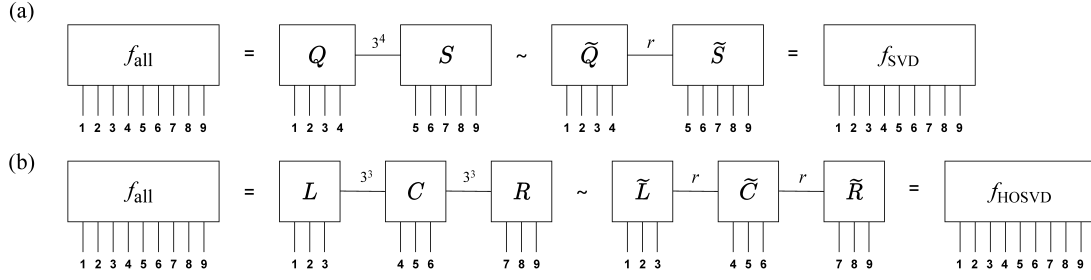 (a)
f_all = Q 3^4 S ~ Q̃ r S̃ = f_SVD
1 2 3 4 5 6 7 8 9 1 2 3 4 5 6 7 8 9 1 2 3 4 5 6 7 8 9 1 2 3 4 5 6 7 8 9
(b)
f_all = L 3^3 C 3^3 R ~ L̃ r C̃ r R̃ = f_HOSVD
1 2 3 4 5 6 7 8 9 1 2 3 4 5 6 7 8 9 1 2 3 4 5 6 7 8 9 1 2 3 4 5 6 7 8 9